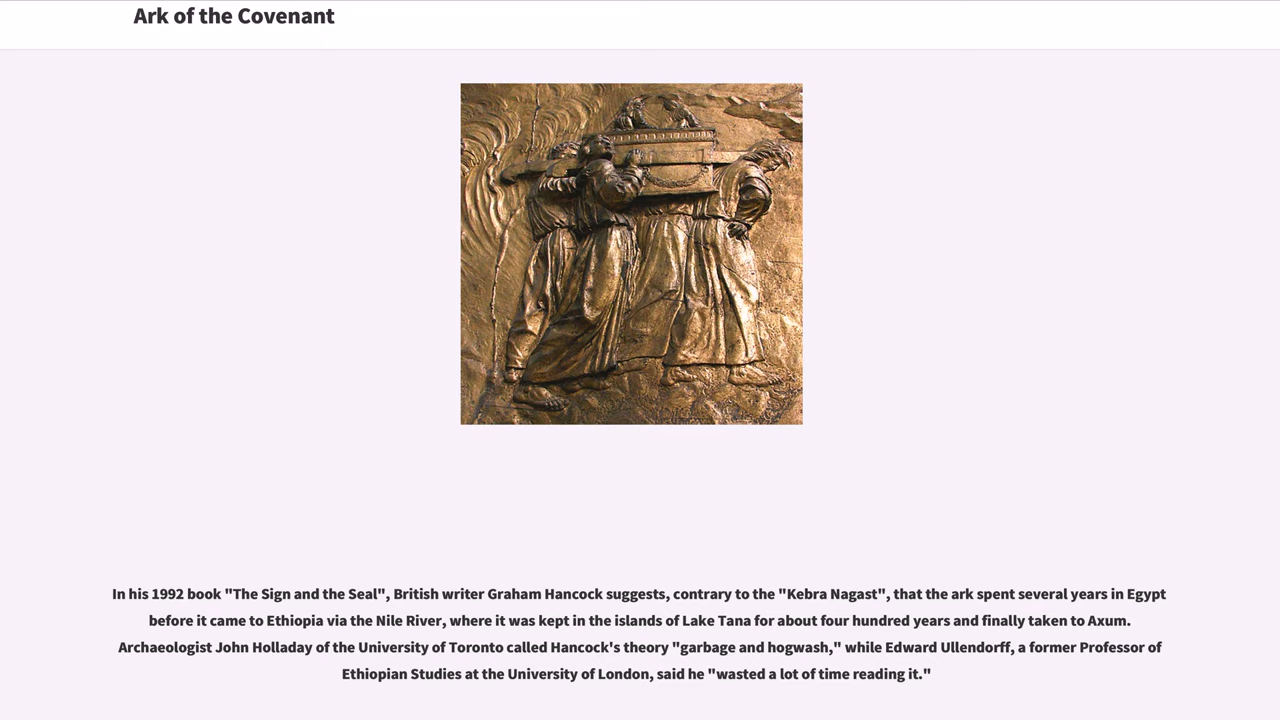 Ark of the Covenant
In his 1992 book "The Sign and the Seal", British writer Graham Hancock suggests, contrary to the "Kebra Nagast", that the ark spent several years in Egypt
before it came to Ethiopia via the Nile River, where it was kept in the islands of Lake Tana for about four hundred years and finally taken to Axum.
Archaeologist John Holladay of the University of Toronto called Hancock's theory "garbage and hogwash," while Edward Ullendorff, a former Professor of
Ethiopian Studies at the University of London, said he "wasted a lot of time reading it."